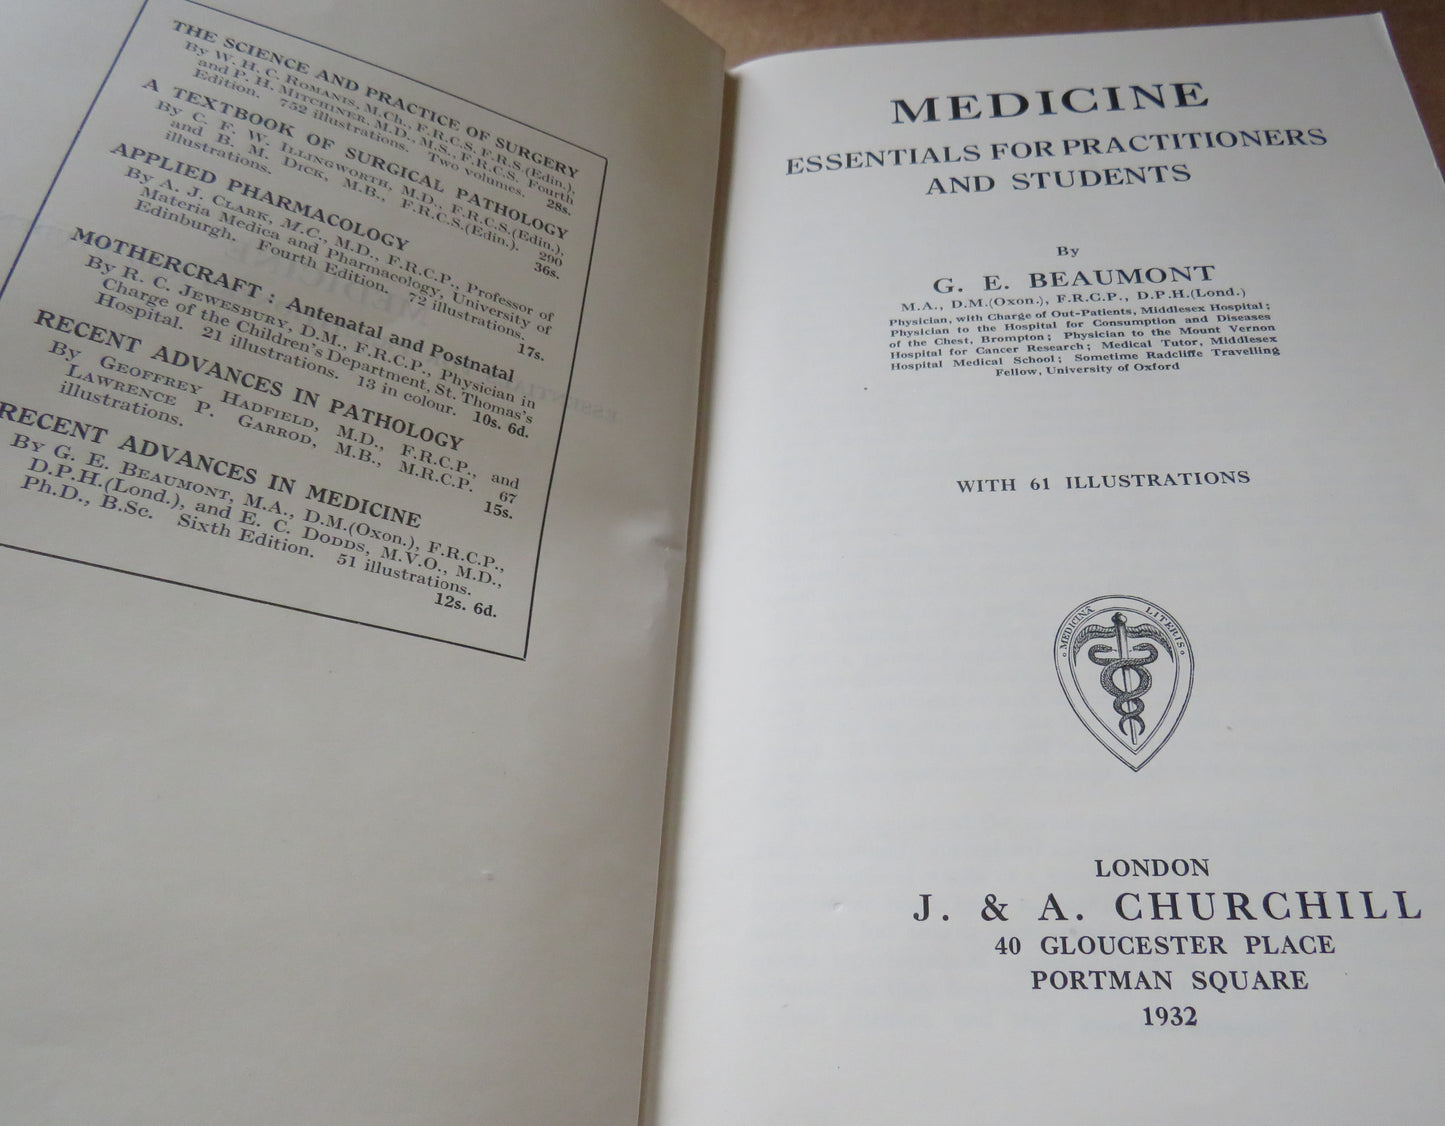 THE SCIENCE AND PRACTICE OF SURGERY
By W. H. C. ROMANIS, M.Ch., F.R.C.S., F.R.S.(Edin.),
and P. H. MITCHINER, M.D., M.S., F.R.C.S. Fourth
Edition. 752 illustrations. Two volumes. 28s.
A TEXTBOOK OF SURGICAL PATHOLOGY
By C. F. W. ILLINGWORTH, M.D., F.R.C.S.(Edin.),
and B. M. DICK, M.B., F.R.C.S.(Edin.). 290
illustrations. 36s.
APPLIED PHARMACOLOGY
By A. J. CLARK, M.C., M.D., F.R.C.P., Professor of
Materia Medica and Pharmacology, University of
Edinburgh. Fourth Edition. 72 illustrations. 17s.
MOTHERCRAFT : Antenatal and Postnatal
By R. C. JEWESBURY, D.M., F.R.C.P., Physician in
Charge of the Children's Department, St. Thomas's
Hospital. 21 illustrations. 13 in colour. 10s. 6d.
RECENT ADVANCES IN PATHOLOGY
By GEOFFREY HADFIELD, M.D., F.R.C.P., and
LAWRENCE P. GARROD, M.B., M.R.C.P. 67
illustrations. 15s.
RECENT ADVANCES IN MEDICINE
By G. E. BEAUMONT, M.A., D.M.(Oxon.), F.R.C.P.,
D.P.H.(Lond.), and E. C. DODDS, M.V.O., M.D.,
Ph.D., B.Sc. Sixth Edition. 51 illustrations.
12s. 6d.
MEDICINE
ESSENTIALS FOR PRACTITIONERS
AND STUDENTS
By
G. E. BEAUMONT
M.A., D.M.(Oxon.), F.R.C.P., D.P.H.(Lond.)
Physician, with Charge of Out-Patients, Middlesex Hospital;
Physician to the Hospital for Consumption and Diseases
of the Chest, Brompton; Physician to the Mount Vernon
Hospital for Cancer Research; Medical Tutor, Middlesex
Hospital Medical School; Sometime Radcliffe Travelling
Fellow, University of Oxford
WITH 61 ILLUSTRATIONS
MEDICINA LITERIS
LONDON
J. & A. CHURCHILL
40 GLOUCESTER PLACE
PORTMAN SQUARE
1932